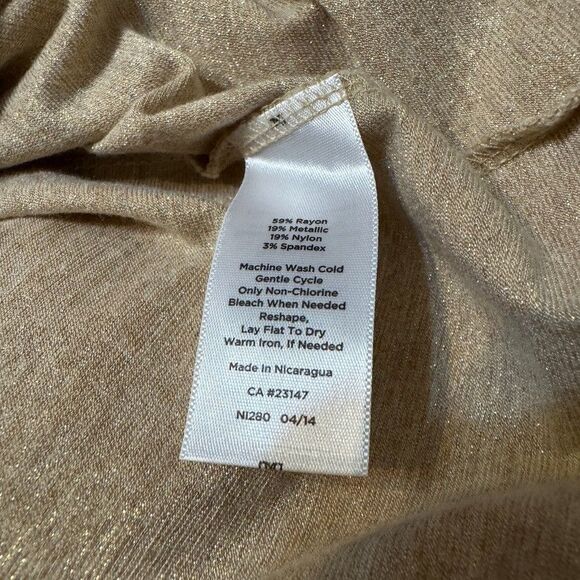 59% Rayon
19% Metallic
19% Nylon
3% Spandex
Machine Wash Cold
Gentle Cycle
Only Non-Chlorine
Bleach When Needed
Reshape,
Lay Flat To Dry
Warm Iron, If Needed
Made In Nicaragua
CA #23147
NI280 04/14